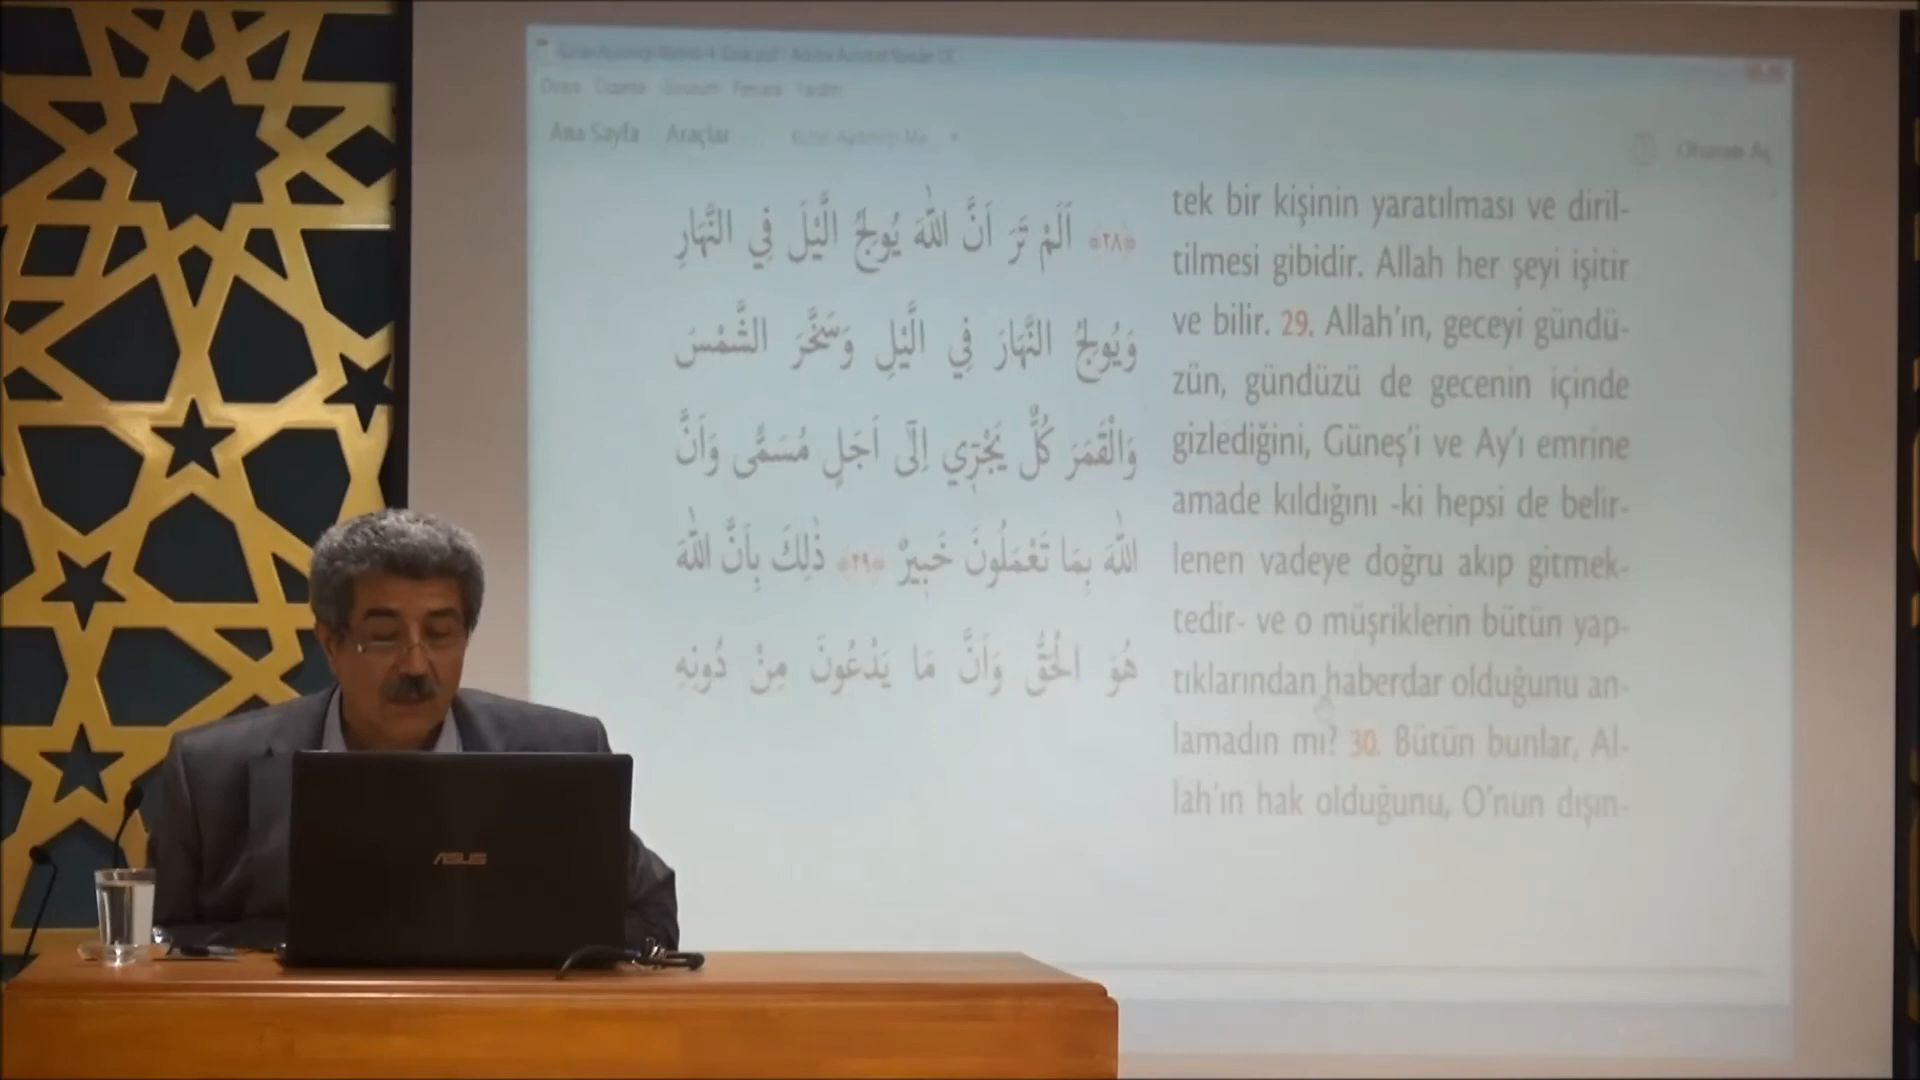 Ana Sayfa Araçlar
﴿٢٨﴾ اَلَمْ تَرَ اَنَّ اللّٰهَ يُولِجُ الَّيْلَ فِي النَّهَارِ
وَيُولِجُ النَّهَارَ فِي الَّيْلِ وَسَخَّرَ الشَّمْسَ
وَالْقَمَرَ كُلٌّ يَجْر۪ي اِلٰٓى اَجَلٍ مُسَمًّى وَاَنَّ
اللّٰهَ بِمَا تَعْمَلُونَ خَب۪يرٌ ﴿٢٩﴾ ذٰلِكَ بِاَنَّ اللّٰهَ
هُوَ الْحَقُّ وَاَنَّ مَا يَدْعُونَ مِنْ دُونِهِ
tek bir kişinin yaratılması ve diril-
tilmesi gibidir. Allah her şeyi işitir
ve bilir. 29. Allah'ın, geceyi gündü-
zün, gündüzü de gecenin içinde
gizlediğini, Güneş'i ve Ay'ı emrine
amade kıldığını -ki hepsi de belir-
lenen vadeye doğru akıp gitmek-
tedir- ve o müşriklerin bütün yap-
tıklarından haberdar olduğunu an-
lamadın mı? 30. Bütün bunlar, Al-
lah'ın hak olduğunu, O'nun dışın-
ASUS